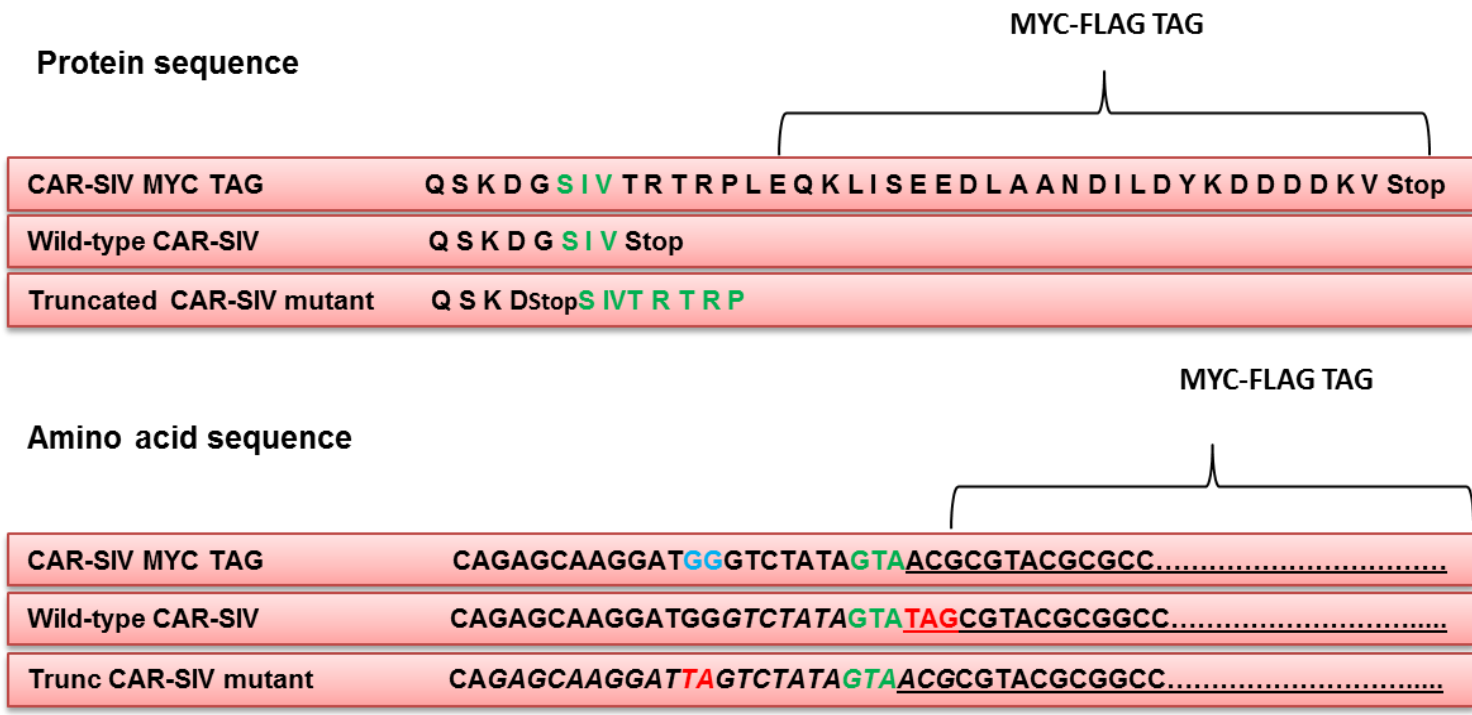 MYC-FLAG TAG
Protein sequence
CAR-SIV MYC TAG Q S K D G S I V T R T R P L E Q K L I S E E D L A A N D I L D Y K D D D D K V Stop
Wild-type CAR-SIV Q S K D G S I V Stop
Truncated CAR-SIV mutant Q S K DStopS IVT R T R P
MYC-FLAG TAG
Amino acid sequence
CAR-SIV MYC TAG CAGAGCAAGGATGGGTCTATAGTAACGCGTACGCGCC................................
Wild-type CAR-SIV CAGAGCAAGGATGGGTCTATAGTATAGCGTACGCGGCC..............................
Trunc CAR-SIV mutant CAGAGCAAGGATTAGTCTATAGTAACGCGTACGCGGCC..............................